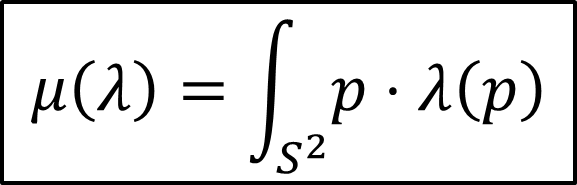 μ(λ) = ∫_{S²} p · λ(p)